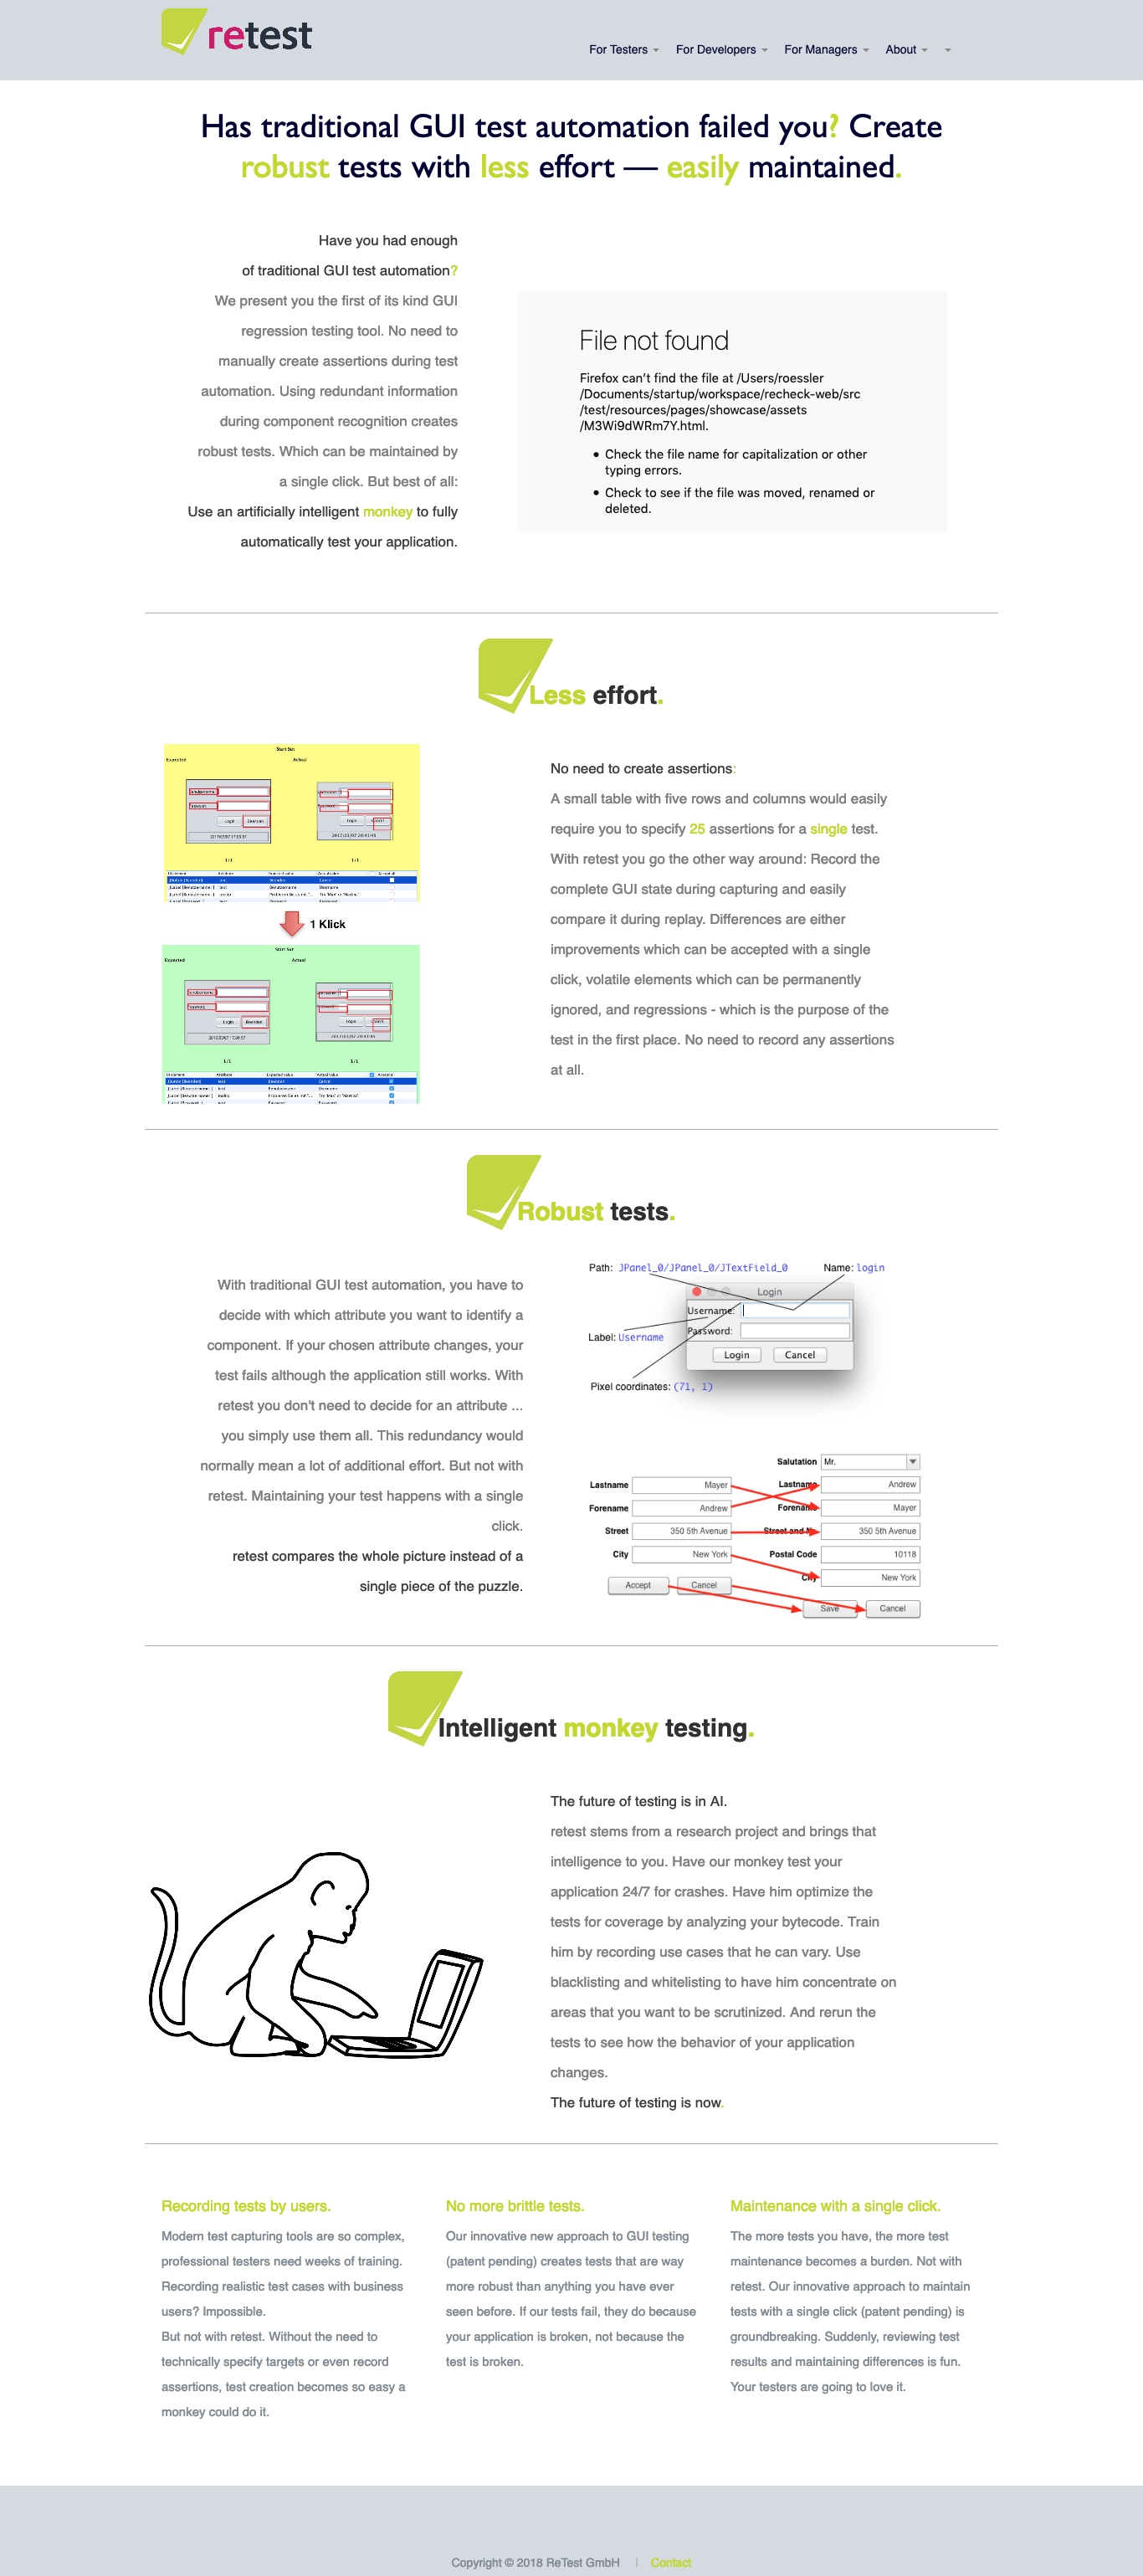 retest
For Testers
For Developers
For Managers
About
Has traditional GUI test automation failed you? Create
robust tests with less effort — easily maintained.
Have you had enough
of traditional GUI test automation?
We present you the first of its kind GUI
regression testing tool. No need to
manually create assertions during test
automation. Using redundant information
during component recognition creates
robust tests. Which can be maintained by
a single click. But best of all:
Use an artificially intelligent monkey to fully
automatically test your application.
File not found
Firefox can’t find the file at /Users/roessler
/Documents/startup/workspace/recheck-web/src
/test/resources/pages/showcase/assets
/M3Wi9dWRm7Y.html.
• Check the file name for capitalization or other
typing errors.
• Check to see if the file was moved, renamed or
deleted.
Less effort.
Start Set
Expected Actual
Login Beenden
1/1 1/1
1 Klick
Start Set
Expected Actual
Login Beenden
1/1 1/1
No need to create assertions:
A small table with five rows and columns would easily
require you to specify 25 assertions for a single test.
With retest you go the other way around: Record the
complete GUI state during capturing and easily
compare it during replay. Differences are either
improvements which can be accepted with a single
click, volatile elements which can be permanently
ignored, and regressions - which is the purpose of the
test in the first place. No need to record any assertions
at all.
Robust tests.
With traditional GUI test automation, you have to
decide with which attribute you want to identify a
component. If your chosen attribute changes, your
test fails although the application still works. With
retest you don't need to decide for an attribute ...
you simply use them all. This redundancy would
normally mean a lot of additional effort. But not with
retest. Maintaining your test happens with a single
click.
retest compares the whole picture instead of a
single piece of the puzzle.
Path: JPanel_0/JPanel_0/JTextField_0 Name: login
Login
Username:
Password:
Label: Username
Login Cancel
Pixel coordinates: (71, 1)
Salutation Mr.
Lastname Mayer Lastname Andrew
Forename Andrew Forename Mayer
Street 350 5th Avenue Street and Nr. 350 5th Avenue
City New York Postal Code 10118
City New York
Accept Cancel
Save Cancel
Intelligent monkey testing.
The future of testing is in AI.
retest stems from a research project and brings that
intelligence to you. Have our monkey test your
application 24/7 for crashes. Have him optimize the
tests for coverage by analyzing your bytecode. Train
him by recording use cases that he can vary. Use
blacklisting and whitelisting to have him concentrate on
areas that you want to be scrutinized. And rerun the
tests to see how the behavior of your application
changes.
The future of testing is now.
Recording tests by users.
Modern test capturing tools are so complex,
professional testers need weeks of training.
Recording realistic test cases with business
users? Impossible.
But not with retest. Without the need to
technically specify targets or even record
assertions, test creation becomes so easy a
monkey could do it.
No more brittle tests.
Our innovative new approach to GUI testing
(patent pending) creates tests that are way
more robust than anything you have ever
seen before. If our tests fail, they do because
your application is broken, not because the
test is broken.
Maintenance with a single click.
The more tests you have, the more test
maintenance becomes a burden. Not with
retest. Our innovative approach to maintain
tests with a single click (patent pending) is
groundbreaking. Suddenly, reviewing test
results and maintaining differences is fun.
Your testers are going to love it.
Copyright © 2018 ReTest GmbH | Contact